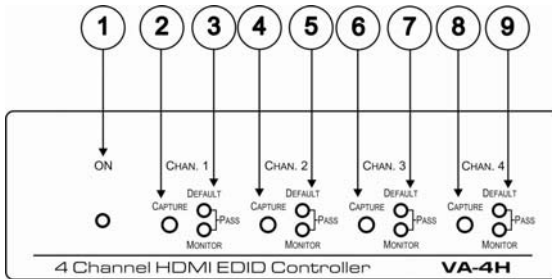 1 2 3 4 5 6 7 8 9
ON CHAN. 1 CHAN. 2 CHAN. 3 CHAN. 4
DEFAULT DEFAULT DEFAULT DEFAULT
CAPTURE CAPTURE CAPTURE CAPTURE
PASS PASS PASS PASS
MONITOR MONITOR MONITOR MONITOR
4 Channel HDMI EDID Controller VA-4H